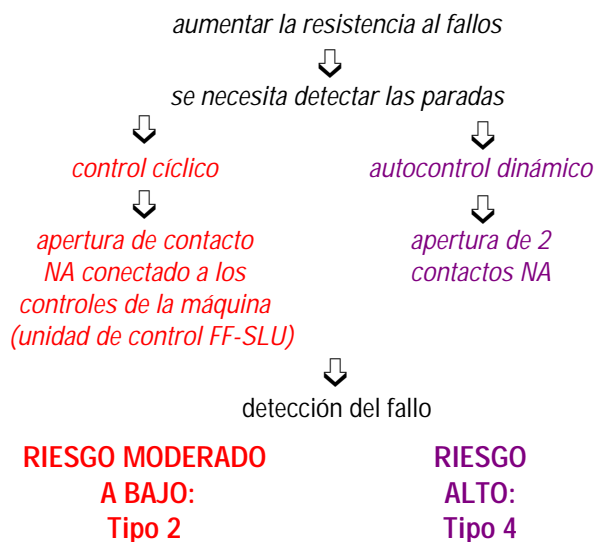 aumentar la resistencia al fallos
se necesita detectar las paradas
control cíclico
apertura de contacto
NA conectado a los
controles de la máquina
(unidad de control FF-SLU)
autocontrol dinámico
apertura de 2
contactos NA
detección del fallo
RIESGO MODERADO
A BAJO:
Tipo 2
RIESGO
ALTO:
Tipo 4